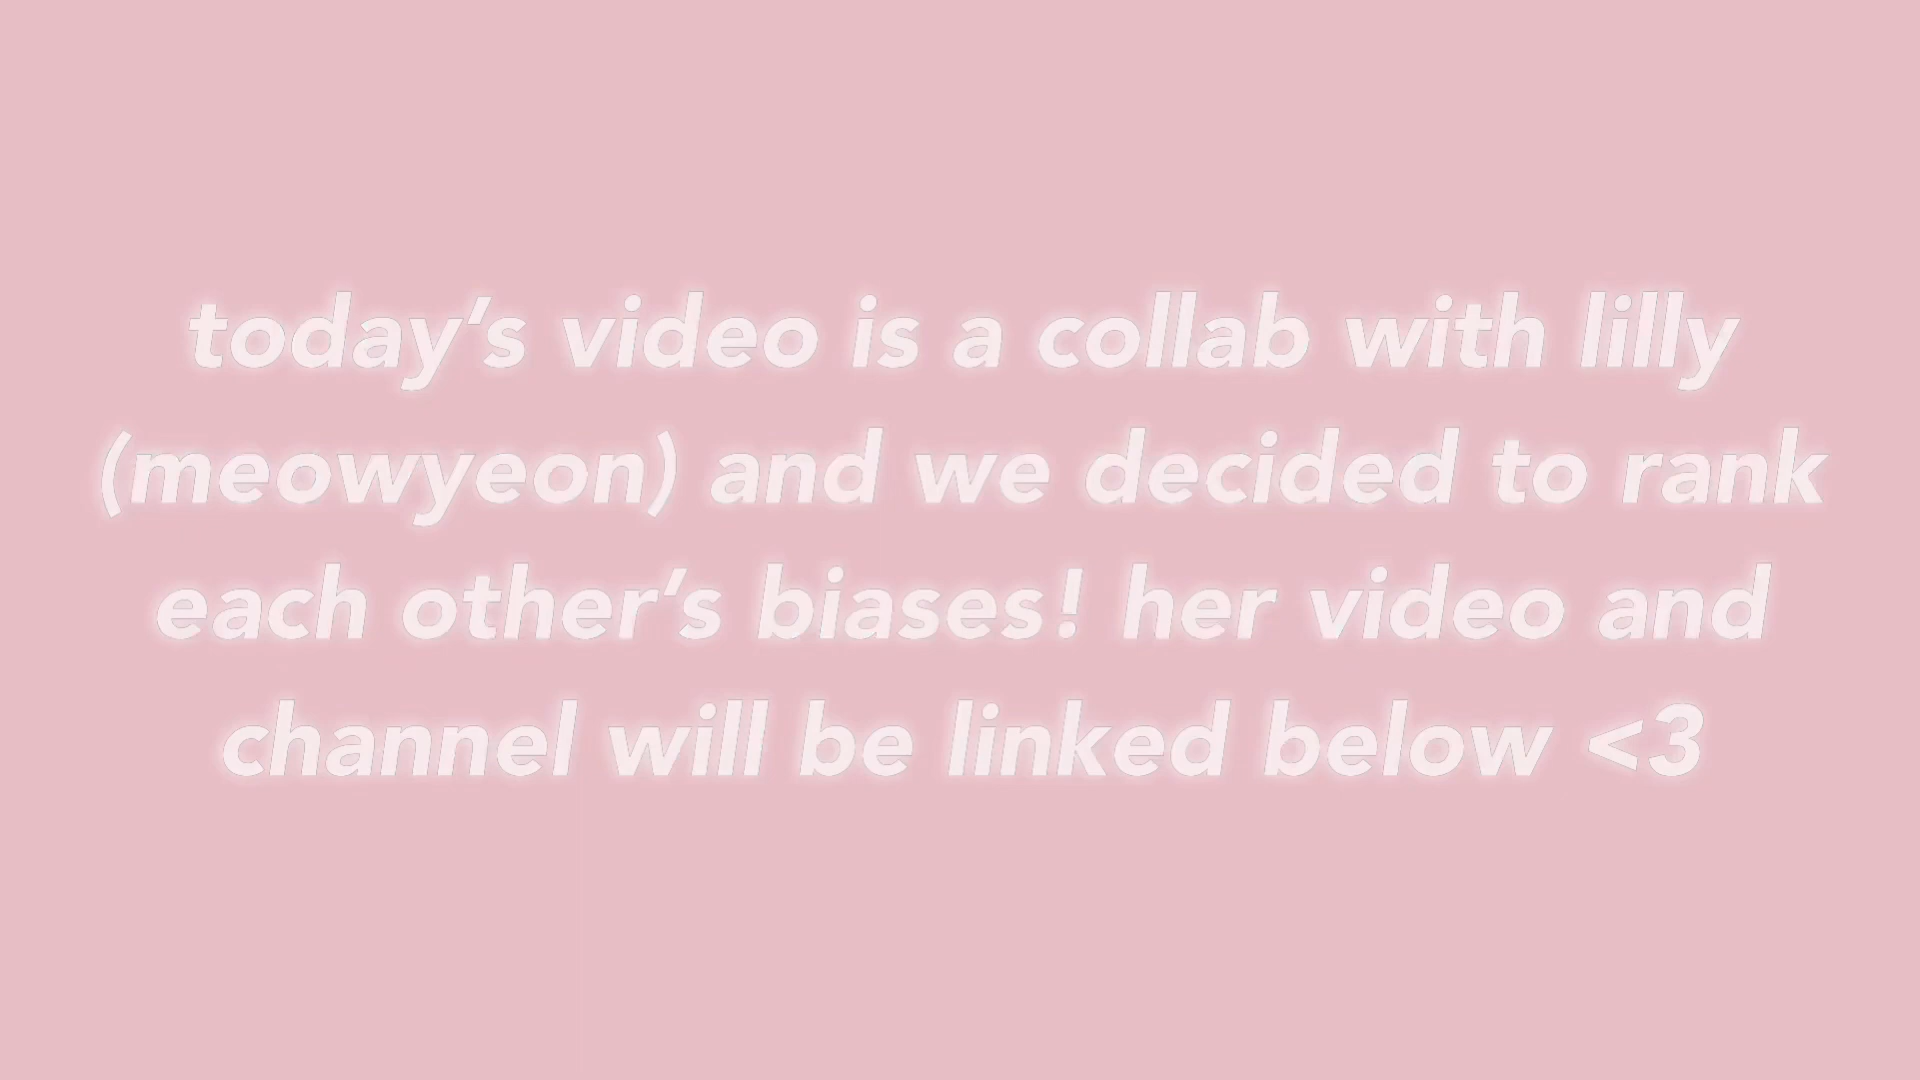 today's video is a collab with lilly
(meowyeon) and we decided to rank
each other's biases! her video and
channel will be linked below <3